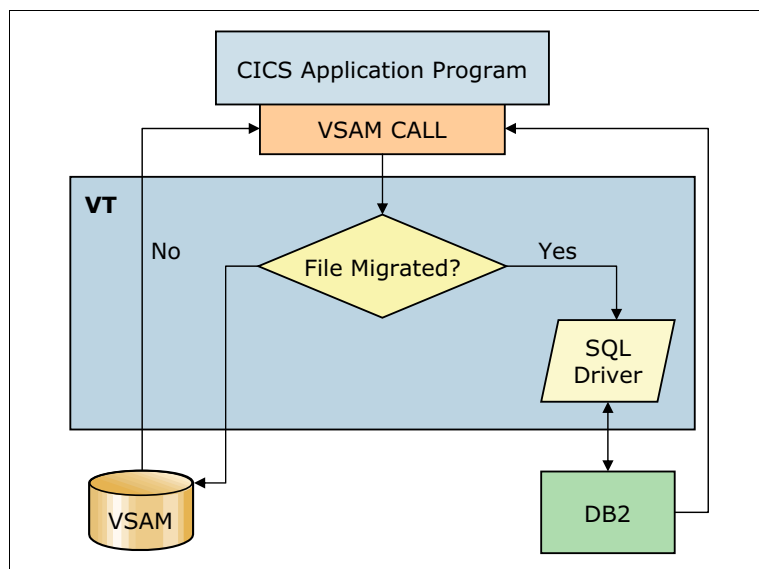 CICS Application Program
VSAM CALL
VT
No
File Migrated?
Yes
SQL
Driver
VSAM
DB2